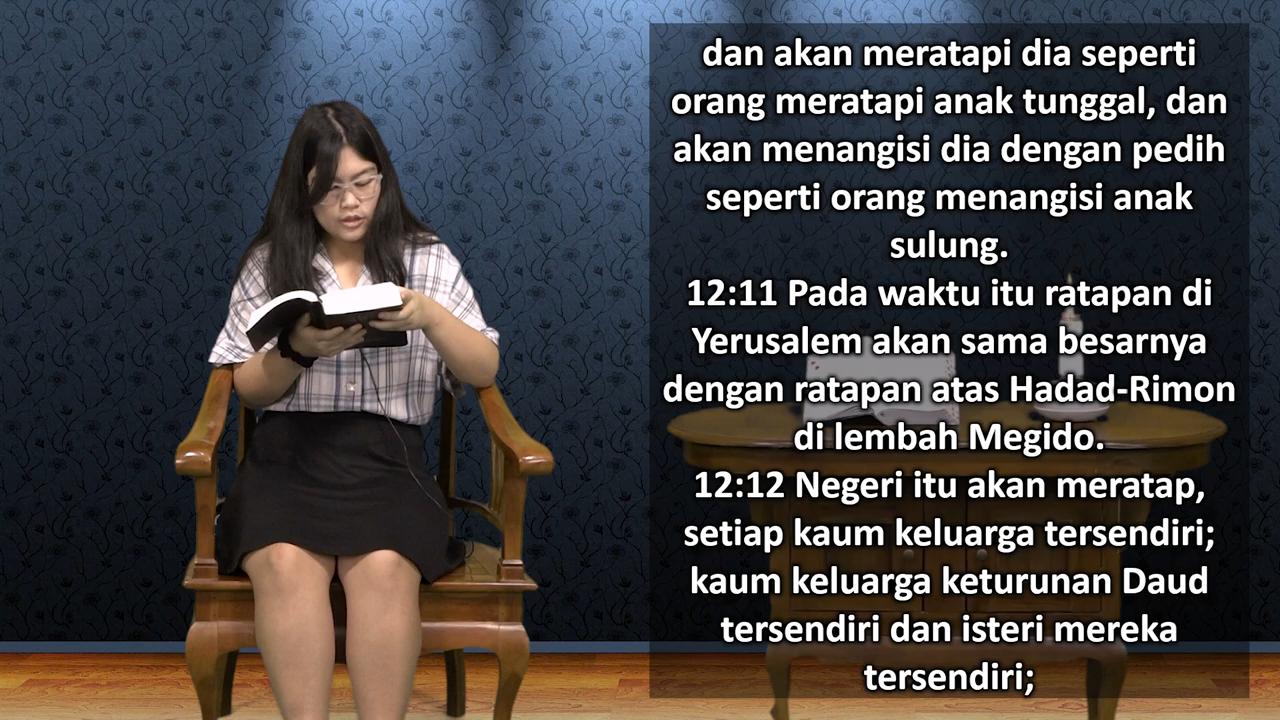 dan akan meratapi dia seperti
orang meratapi anak tunggal, dan
akan menangisi dia dengan pedih
seperti orang menangisi anak
sulung.
12:11 Pada waktu itu ratapan di
Yerusalem akan sama besarnya
dengan ratapan atas Hadad-Rimon
di lembah Megido.
12:12 Negeri itu akan meratap,
setiap kaum keluarga tersendiri;
kaum keluarga keturunan Daud
tersendiri dan isteri mereka
tersendiri;